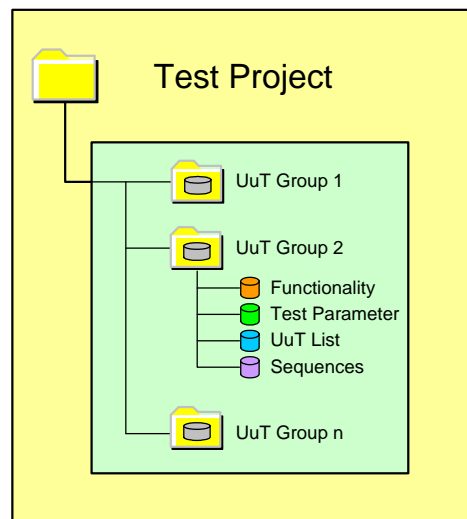 Test Project
UuT Group 1
UuT Group 2
Functionality
Test Parameter
UuT List
Sequences
UuT Group n